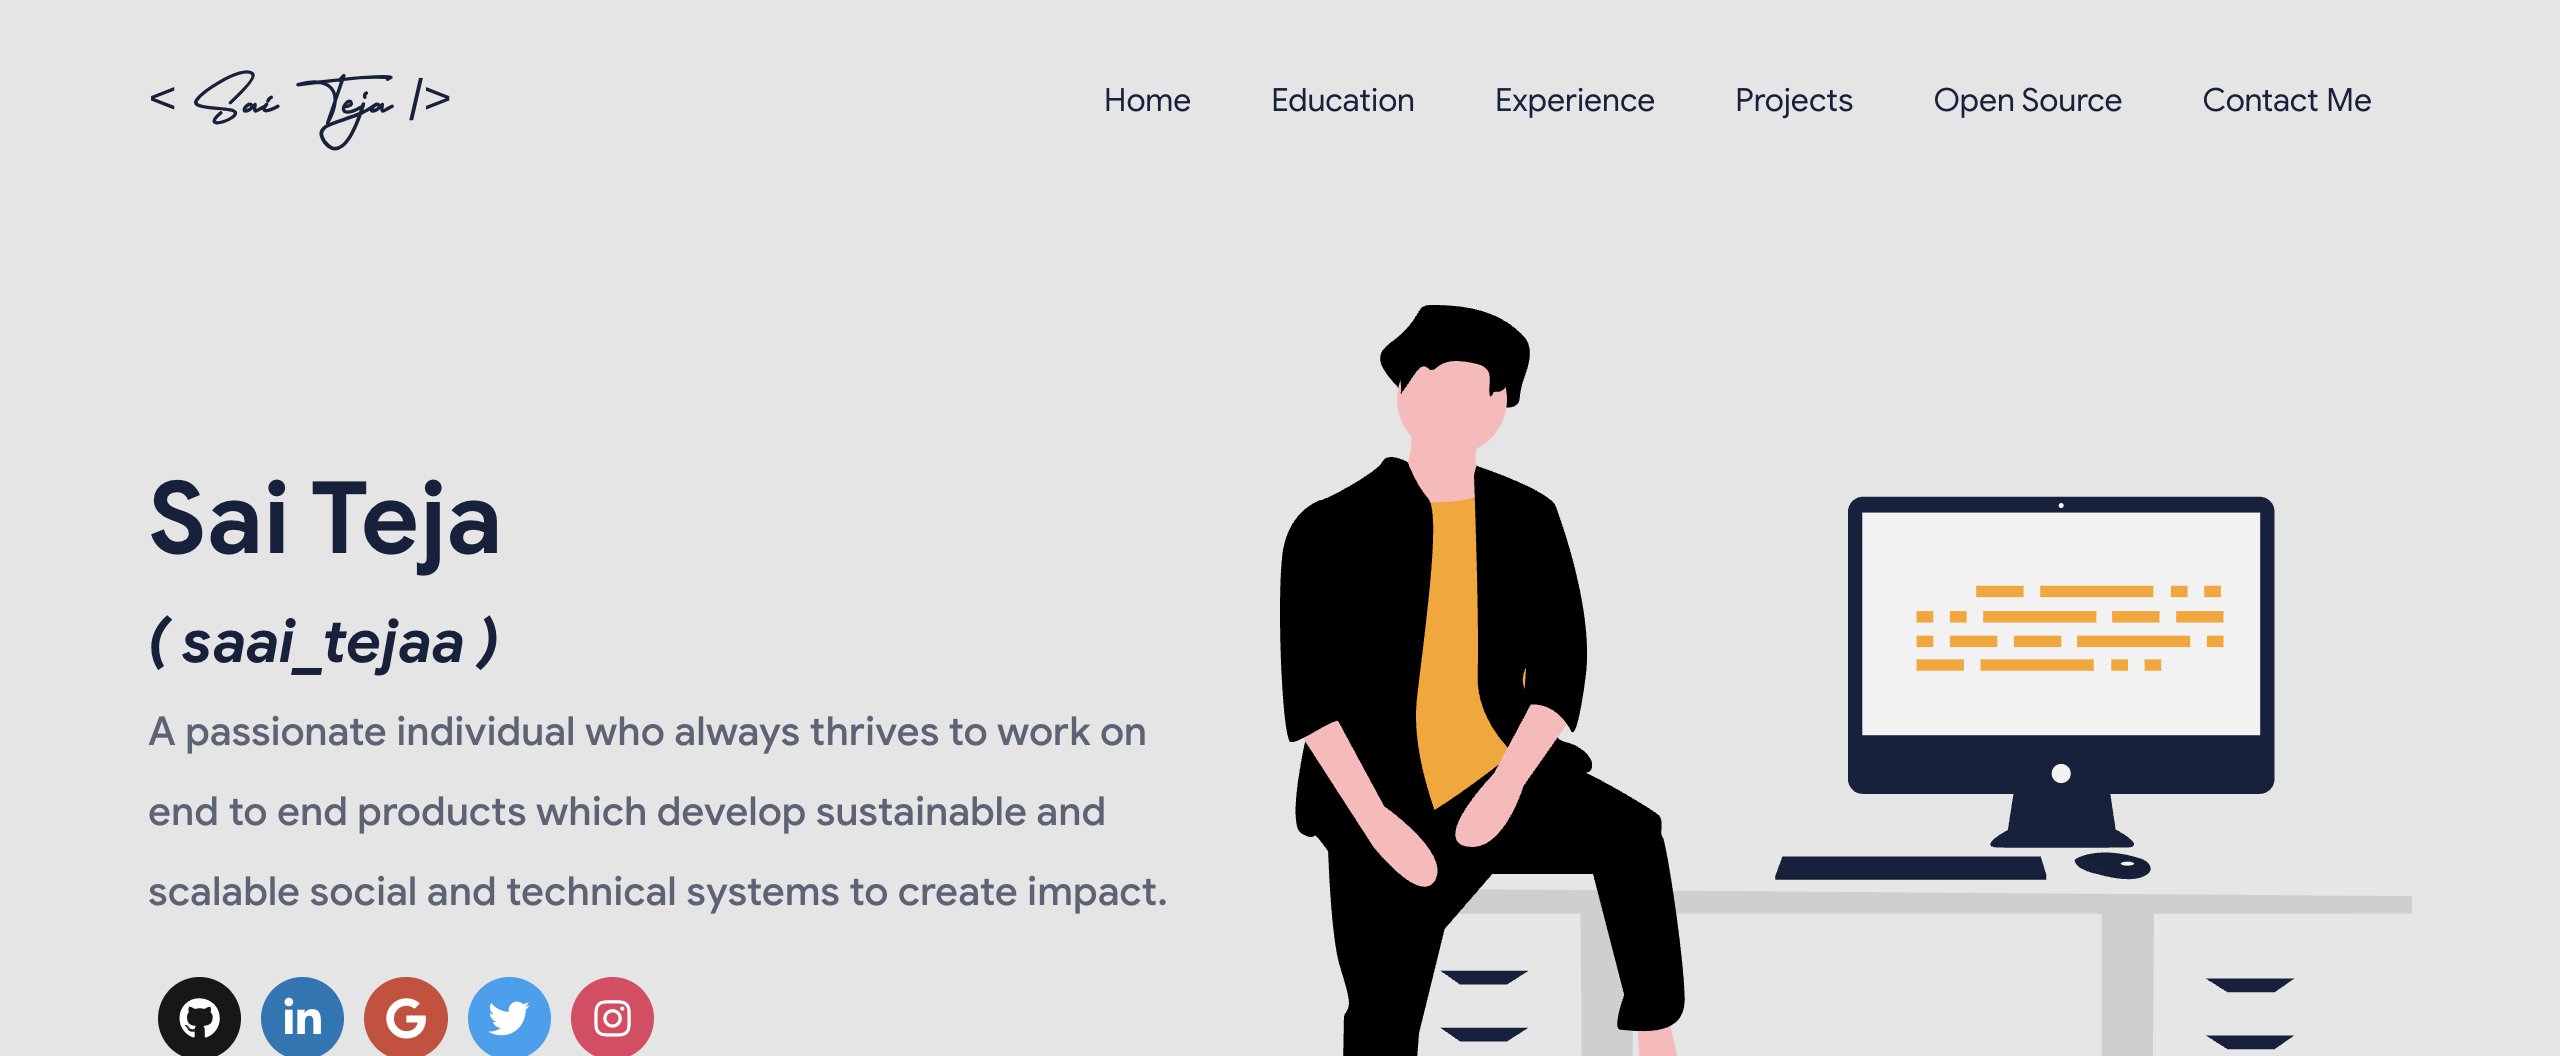 < Sai Teja />
Home Education Experience Projects Open Source Contact Me
Sai Teja
( saai_tejaa )
A passionate individual who always thrives to work on
end to end products which develop sustainable and
scalable social and technical systems to create impact.
in G